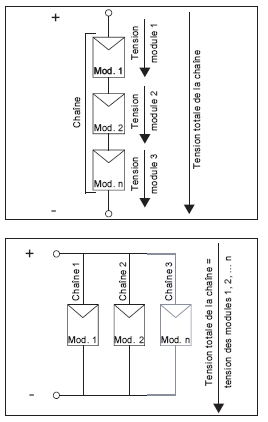 +
Chaîne
Mod. 1
Mod. 2
Mod. n
Tension
module 1
Tension
module 2
Tension
module 3
Tension totale de la chaîne
-
+
Chaîne 1
Chaîne 2
Chaîne 3
Mod. 1
Mod. 2
Mod. n
Tension totale de la chaîne =
tension des modules 1, 2, ... n
-